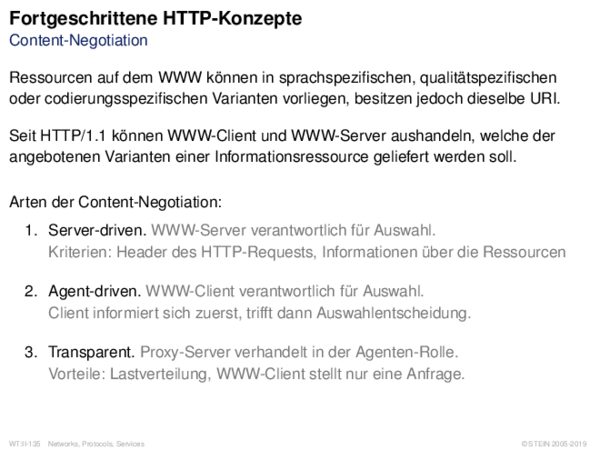 Fortgeschrittene HTTP-Konzepte
Content-Negotiation
Ressourcen auf dem WWW können in sprachspezifischen, qualitätspezifischen
oder codierungsspezifischen Varianten vorliegen, besitzen jedoch dieselbe URI.
Seit HTTP/1.1 können WWW-Client und WWW-Server aushandeln, welche der
angebotenen Varianten einer Informationsressource geliefert werden soll.
Arten der Content-Negotiation:
1. Server-driven. WWW-Server verantwortlich für Auswahl.
Kriterien: Header des HTTP-Requests, Informationen über die Ressourcen
2. Agent-driven. WWW-Client verantwortlich für Auswahl.
Client informiert sich zuerst, trifft dann Auswahlentscheidung.
3. Transparent. Proxy-Server verhandelt in der Agenten-Rolle.
Vorteile: Lastverteilung, WWW-Client stellt nur eine Anfrage.
WT:II-135 Networks, Protocols, Services © STEIN 2005-2019